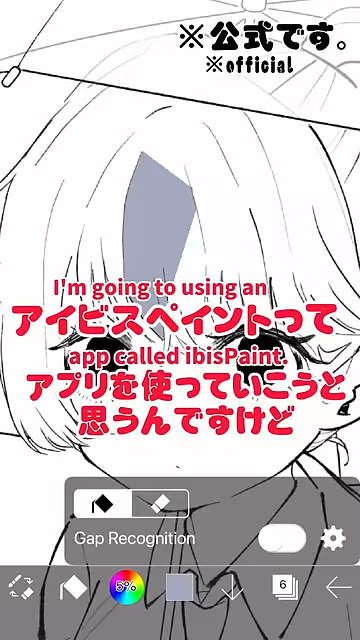 ※公式です。
※official
I'm going to using an
アイビスペイントって
app called ibisPaint.
アプリを使っていこうと
思うんですけど
Gap Recognition
5%
6